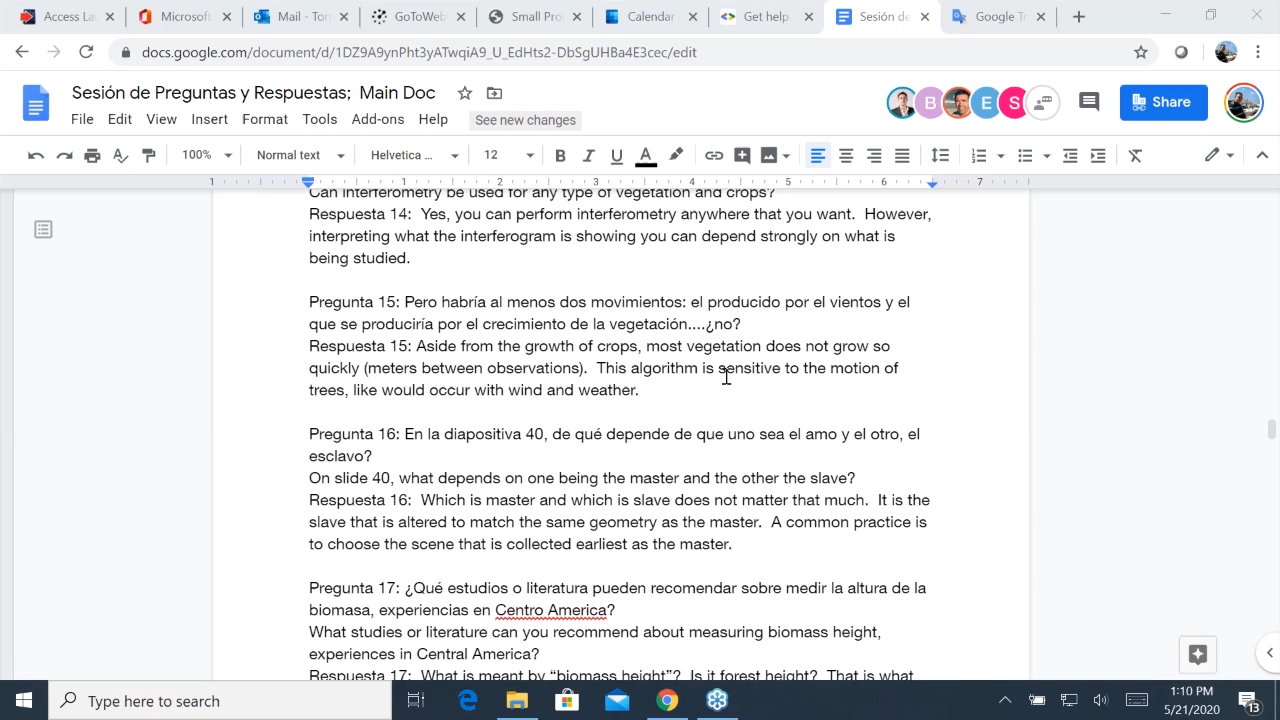 Access La
Microsoft
Mail - Tom
GoToWeb
Small Pro
Calendar
Get help
Sesión de
Google T
docs.google.com/document/d/1DZ9A9ynPht3yATwqiA9_U_EdHts2-DbSgUHBa4E3cec/edit
Sesión de Preguntas y Respuestas: Main Doc
B
E
S
Share
File Edit View Insert Format Tools Add-ons Help See new changes
100% Normal text Helvetica ... 12 B I U A
1 1 2 3 4 5 6 7
Can interferometry be used for any type of vegetation and crops?
Respuesta 14: Yes, you can perform interferometry anywhere that you want. However,
interpreting what the interferogram is showing you can depend strongly on what is
being studied.
Pregunta 15: Pero habría al menos dos movimientos: el producido por el vientos y el
que se produciría por el crecimiento de la vegetación....¿no?
Respuesta 15: Aside from the growth of crops, most vegetation does not grow so
quickly (meters between observations). This algorithm is sensitive to the motion of
trees, like would occur with wind and weather.
Pregunta 16: En la diapositiva 40, de qué depende de que uno sea el amo y el otro, el
esclavo?
On slide 40, what depends on one being the master and the other the slave?
Respuesta 16: Which is master and which is slave does not matter that much. It is the
slave that is altered to match the same geometry as the master. A common practice is
to choose the scene that is collected earliest as the master.
Pregunta 17: ¿Qué estudios o literatura pueden recomendar sobre medir la altura de la
biomasa, experiencias en Centro America?
What studies or literature can you recommend about measuring biomass height,
experiences in Central America?
Respuesta 17: What is meant by “biomass height”? Is it forest height? That is what
Type here to search
1:10 PM
5/21/2020
13